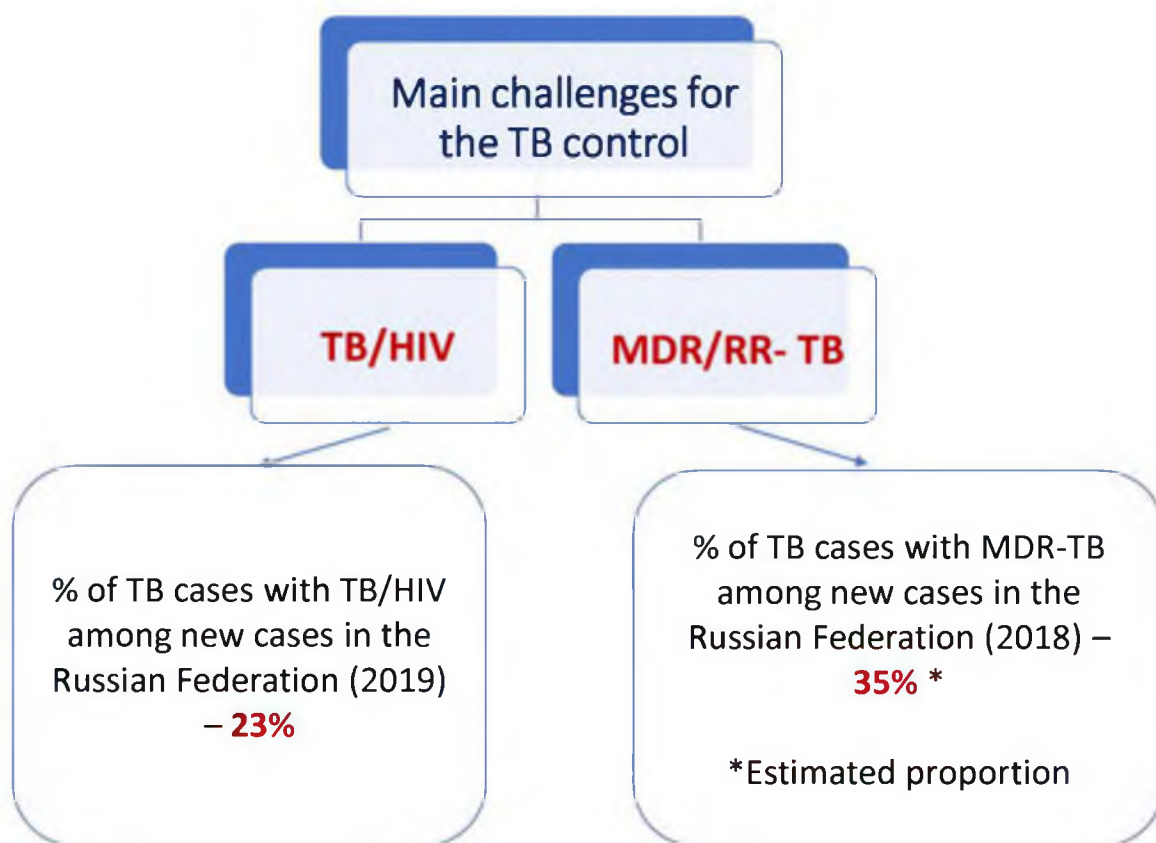 Main challenges for
the TB control
TB/HIV
MDR/RR- TB
% of TB cases with TB/HIV
among new cases in the
Russian Federation (2019)
– 23%
% of TB cases with MDR-TB
among new cases in the
Russian Federation (2018) –
35% *
*Estimated proportion